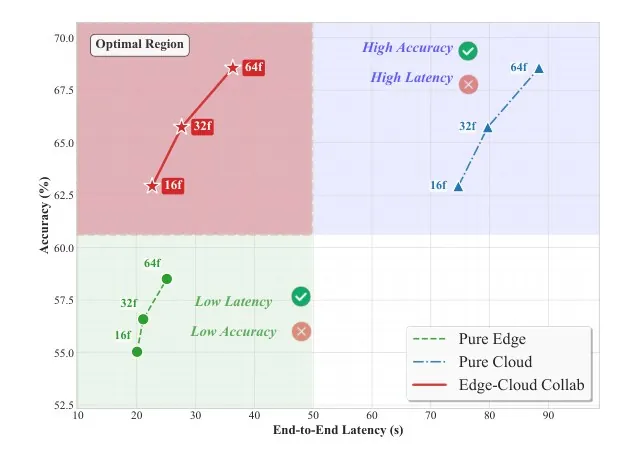 70.0
67.5
65.0
62.5
60.0
57.5
55.0
52.5
Accuracy (%)
Optimal Region
64f
32f
16f
High Accuracy
High Latency
64f
32f
16f
64f
32f
16f
Low Latency
Low Accuracy
Pure Edge
Pure Cloud
Edge-Cloud Collab
10
20
30
40
50
70
80
90
End-to-End Latency (s)